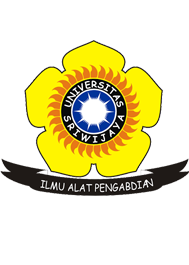 UNIVERSITAS
SRIWIJAYA
ILMU ALAT PENGABDIAN